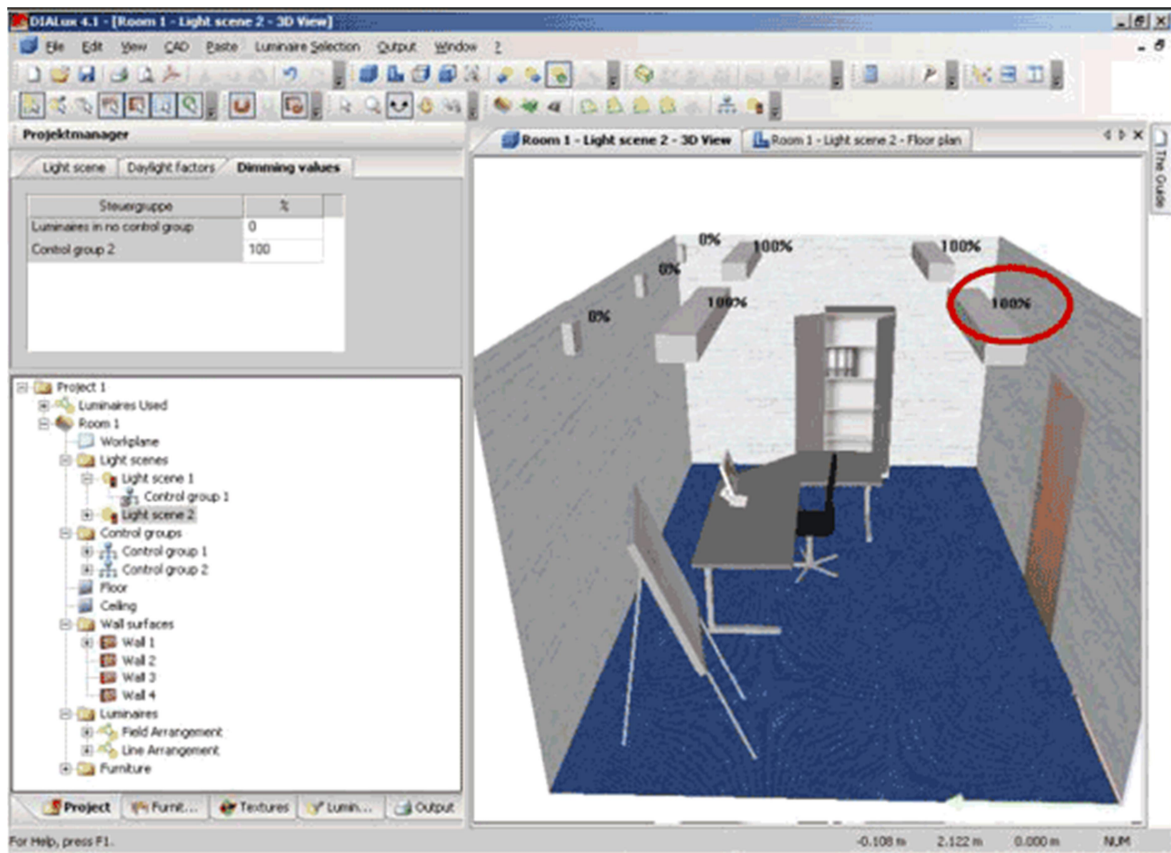 DIALux 4.1 - [Room 1 - Light scene 2 - 3D View]
File Edit View CAD Paste Luminaire Selection Output Window ?
Projektmanager
Light scene Daylight factors Dimming values
Steuergruppe %
Luminaires in no control group 0
Control group 2 100
Project 1
Luminaires Used
Room 1
Workplane
Light scenes
Light scene 1
Control group 1
Light scene 2
Control groups
Control group 1
Control group 2
Floor
Ceiling
Wall surfaces
Wall 1
Wall 2
Wall 3
Wall 4
Luminaires
Field Arrangement
Line Arrangement
Furniture
Project Furnit... Textures Lumin... Output
Room 1 - Light scene 2 - 3D View Room 1 - Light scene 2 - Floor plan
The Guide
0% 100% 100%
0%
100% 100%
0%
For Help, press F1. -0.108 m 2.122 m 0.000 m NUM